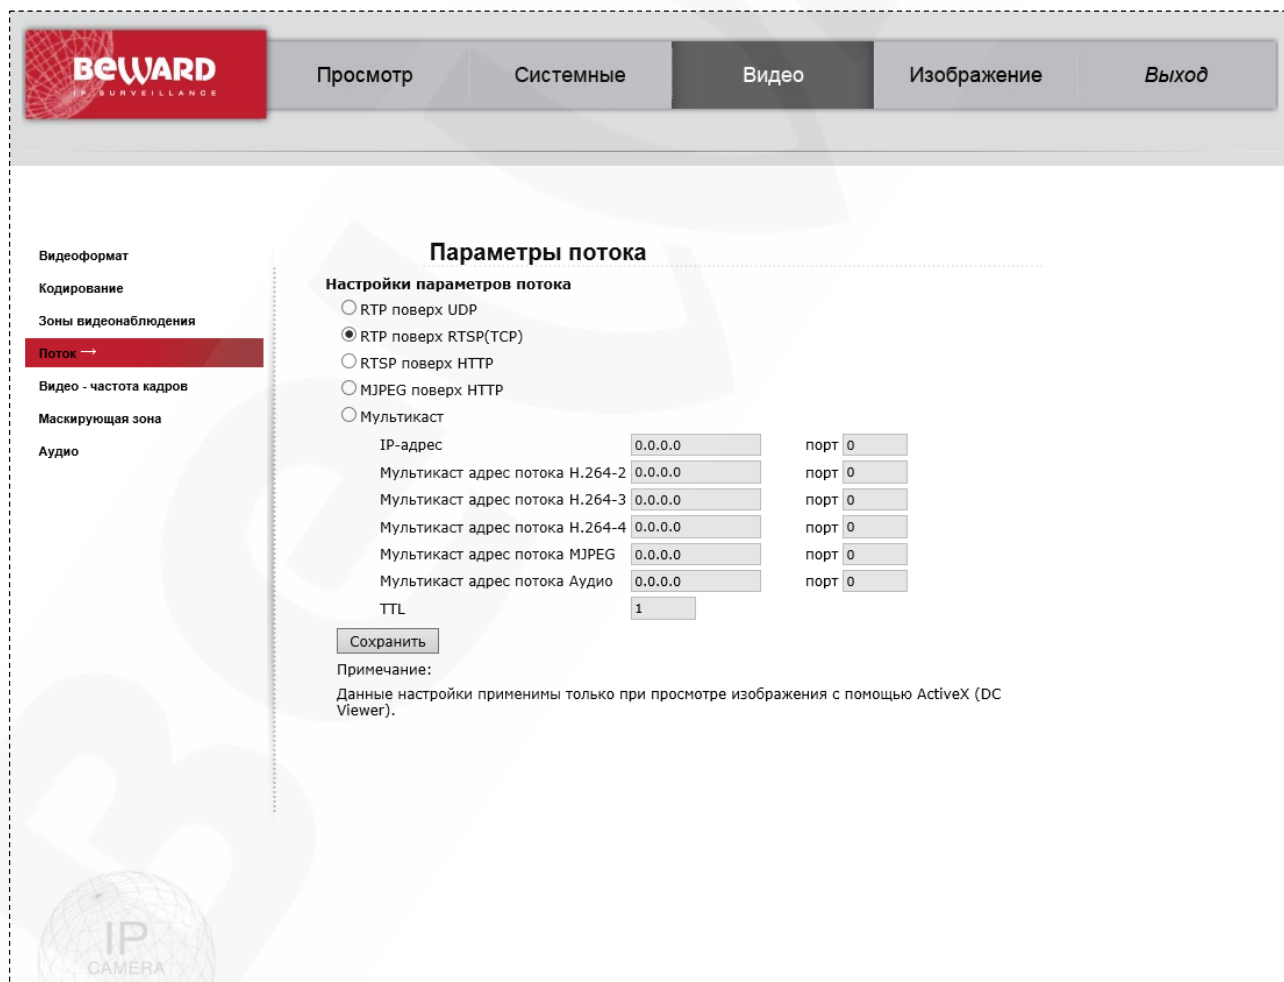 BEWARD
IP SURVEILLANCE
Просмотр Системные Видео Изображение Выход
Видеоформат
Кодирование
Зоны видеонаблюдения
Поток →
Видео - частота кадров
Маскирующая зона
Аудио
Параметры потока
Настройки параметров потока
RTP поверх UDP
RTP поверх RTSP(TCP)
RTSP поверх HTTP
MJPEG поверх HTTP
Мультикаст
IP-адрес 0.0.0.0 порт 0
Мультикаст адрес потока H.264-2 0.0.0.0 порт 0
Мультикаст адрес потока H.264-3 0.0.0.0 порт 0
Мультикаст адрес потока H.264-4 0.0.0.0 порт 0
Мультикаст адрес потока MJPEG 0.0.0.0 порт 0
Мультикаст адрес потока Аудио 0.0.0.0 порт 0
TTL 1
Сохранить
Примечание:
Данные настройки применимы только при просмотре изображения с помощью ActiveX (DC
Viewer).
IP
CAMERA